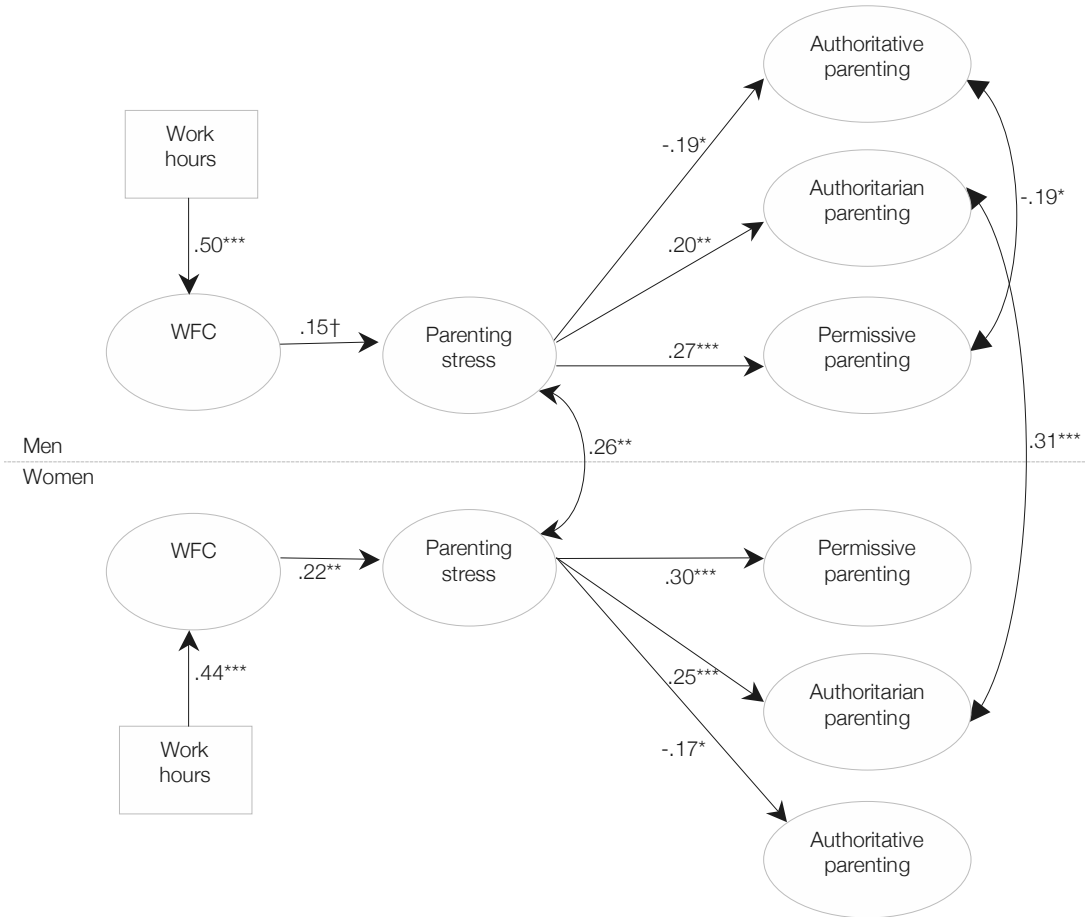 Authoritative
parenting
Work
hours
-.19*
Authoritarian
parenting
-.19*
.50***
.20**
WFC
.15†
Parenting
stress
.27***
Permissive
parenting
Men
.26**
.31***
Women
WFC
.22**
Parenting
stress
.30***
Permissive
parenting
.44***
.25***
Authoritarian
parenting
Work
hours
-.17*
Authoritative
parenting